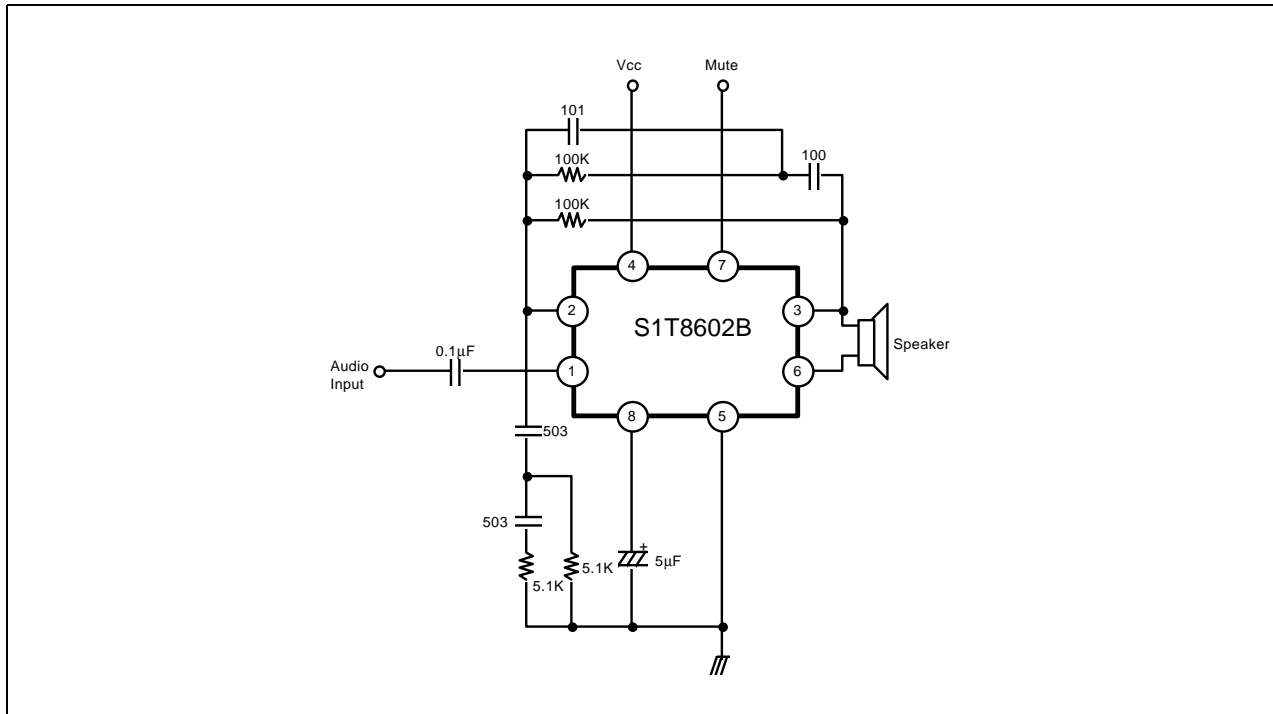 Vcc
Mute
101
100K
100
100K
4
7
2
S1T8602B
3
Speaker
0.1µF
Audio
Input
1
6
8
5
503
503
5.1K
5.1K
+
5µF